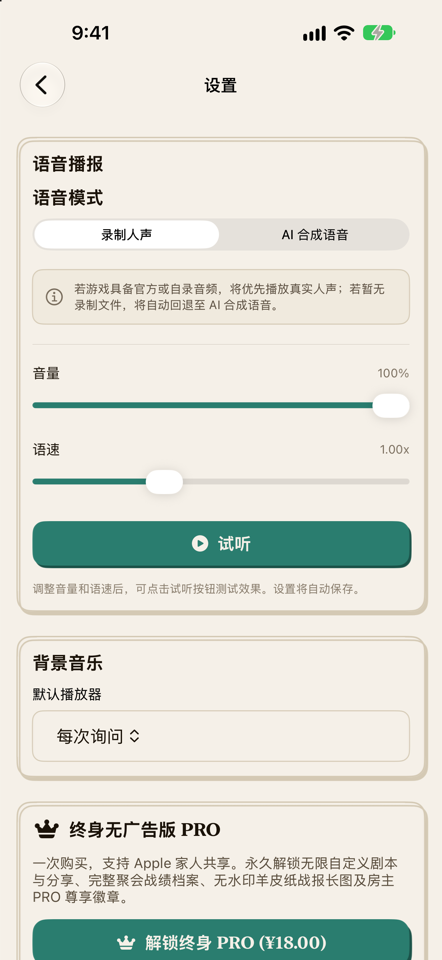 9:41
设置
语音播报
语音模式
录制人声
AI 合成语音
若游戏具备官方或自录音频，将优先播放真实人声；若暂无
录制文件，将自动回退至 AI 合成语音。
音量
100%
语速
1.00x
试听
调整音量和语速后，可点击试听按钮测试效果。设置将自动保存。
背景音乐
默认播放器
每次询问
终身无广告版 PRO
一次购买，支持 Apple 家人共享。永久解锁无限自定义剧本
与分享、完整聚会战绩档案、无水印羊皮纸战报长图及房主
PRO 尊享徽章。
解锁终身 PRO (¥18.00)